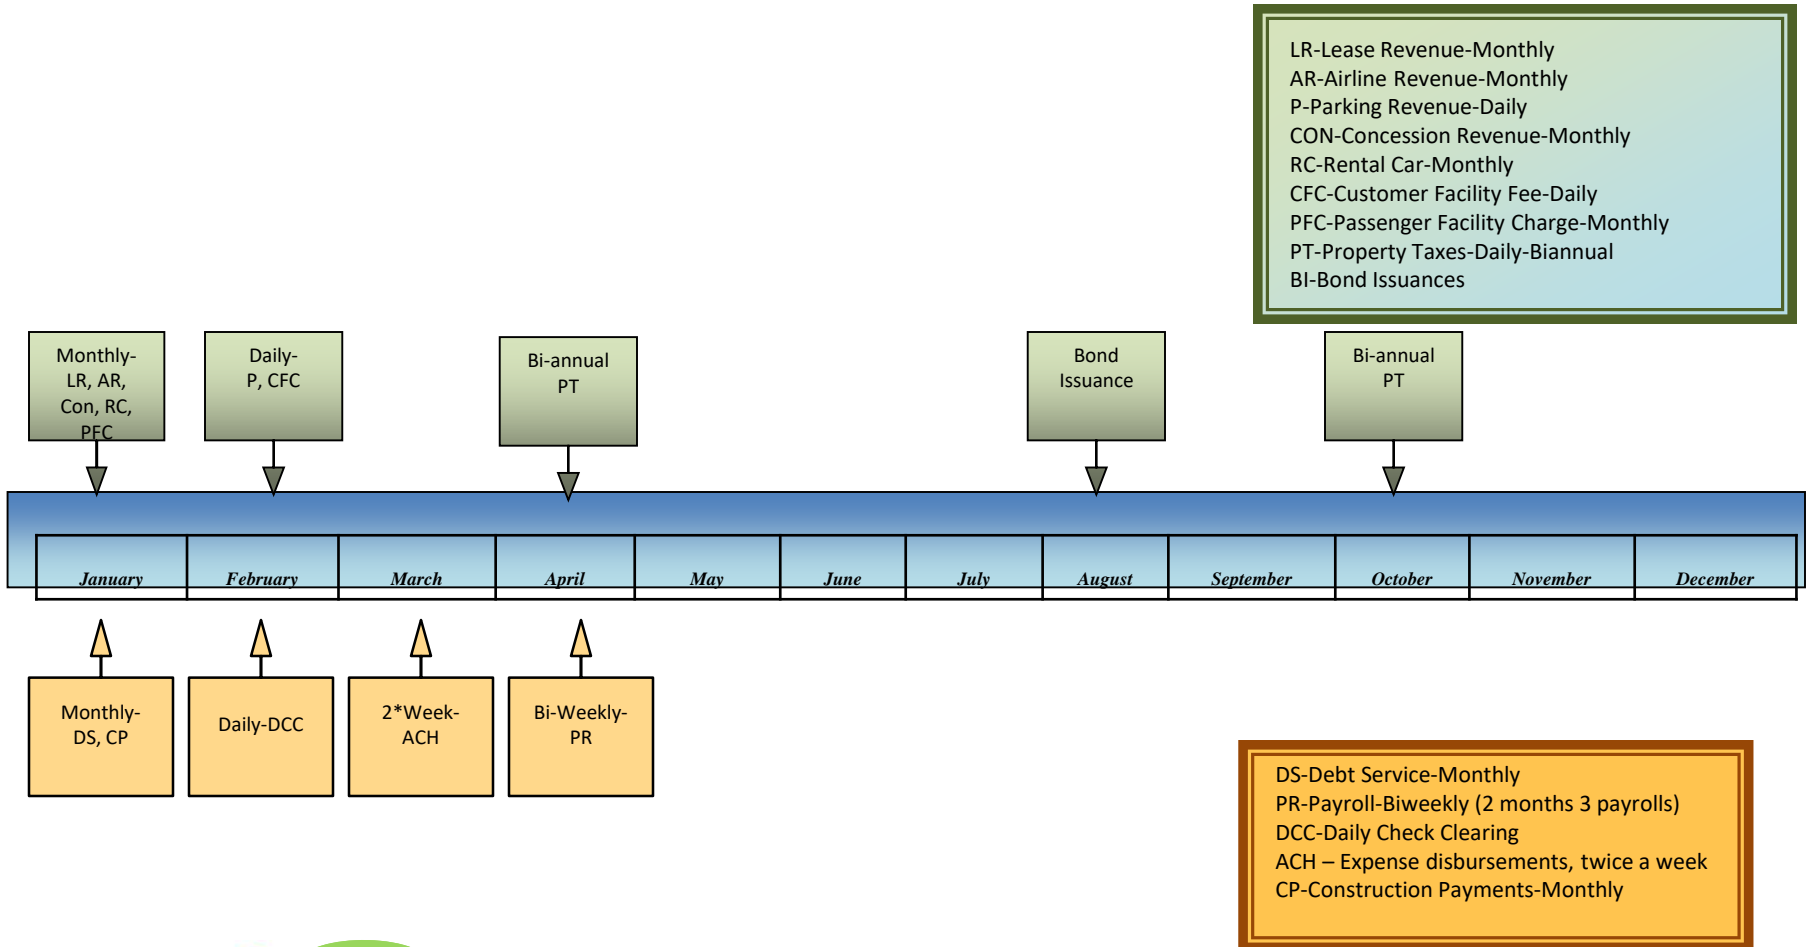 LR-Lease Revenue-Monthly
AR-Airline Revenue-Monthly
P-Parking Revenue-Daily
CON-Concession Revenue-Monthly
RC-Rental Car-Monthly
CFC-Customer Facility Fee-Daily
PFC-Passenger Facility Charge-Monthly
PT-Property Taxes-Daily-Biannual
BI-Bond Issuances
Monthly-
LR, AR,
Con, RC,
PFC
Daily-
P, CFC
Bi-annual
PT
Bond
Issuance
Bi-annual
PT
January February March April May June July August September October November December
Monthly-
DS, CP
Daily-DCC
2*Week-
ACH
Bi-Weekly-
PR
DS-Debt Service-Monthly
PR-Payroll-Biweekly (2 months 3 payrolls)
DCC-Daily Check Clearing
ACH – Expense disbursements, twice a week
CP-Construction Payments-Monthly